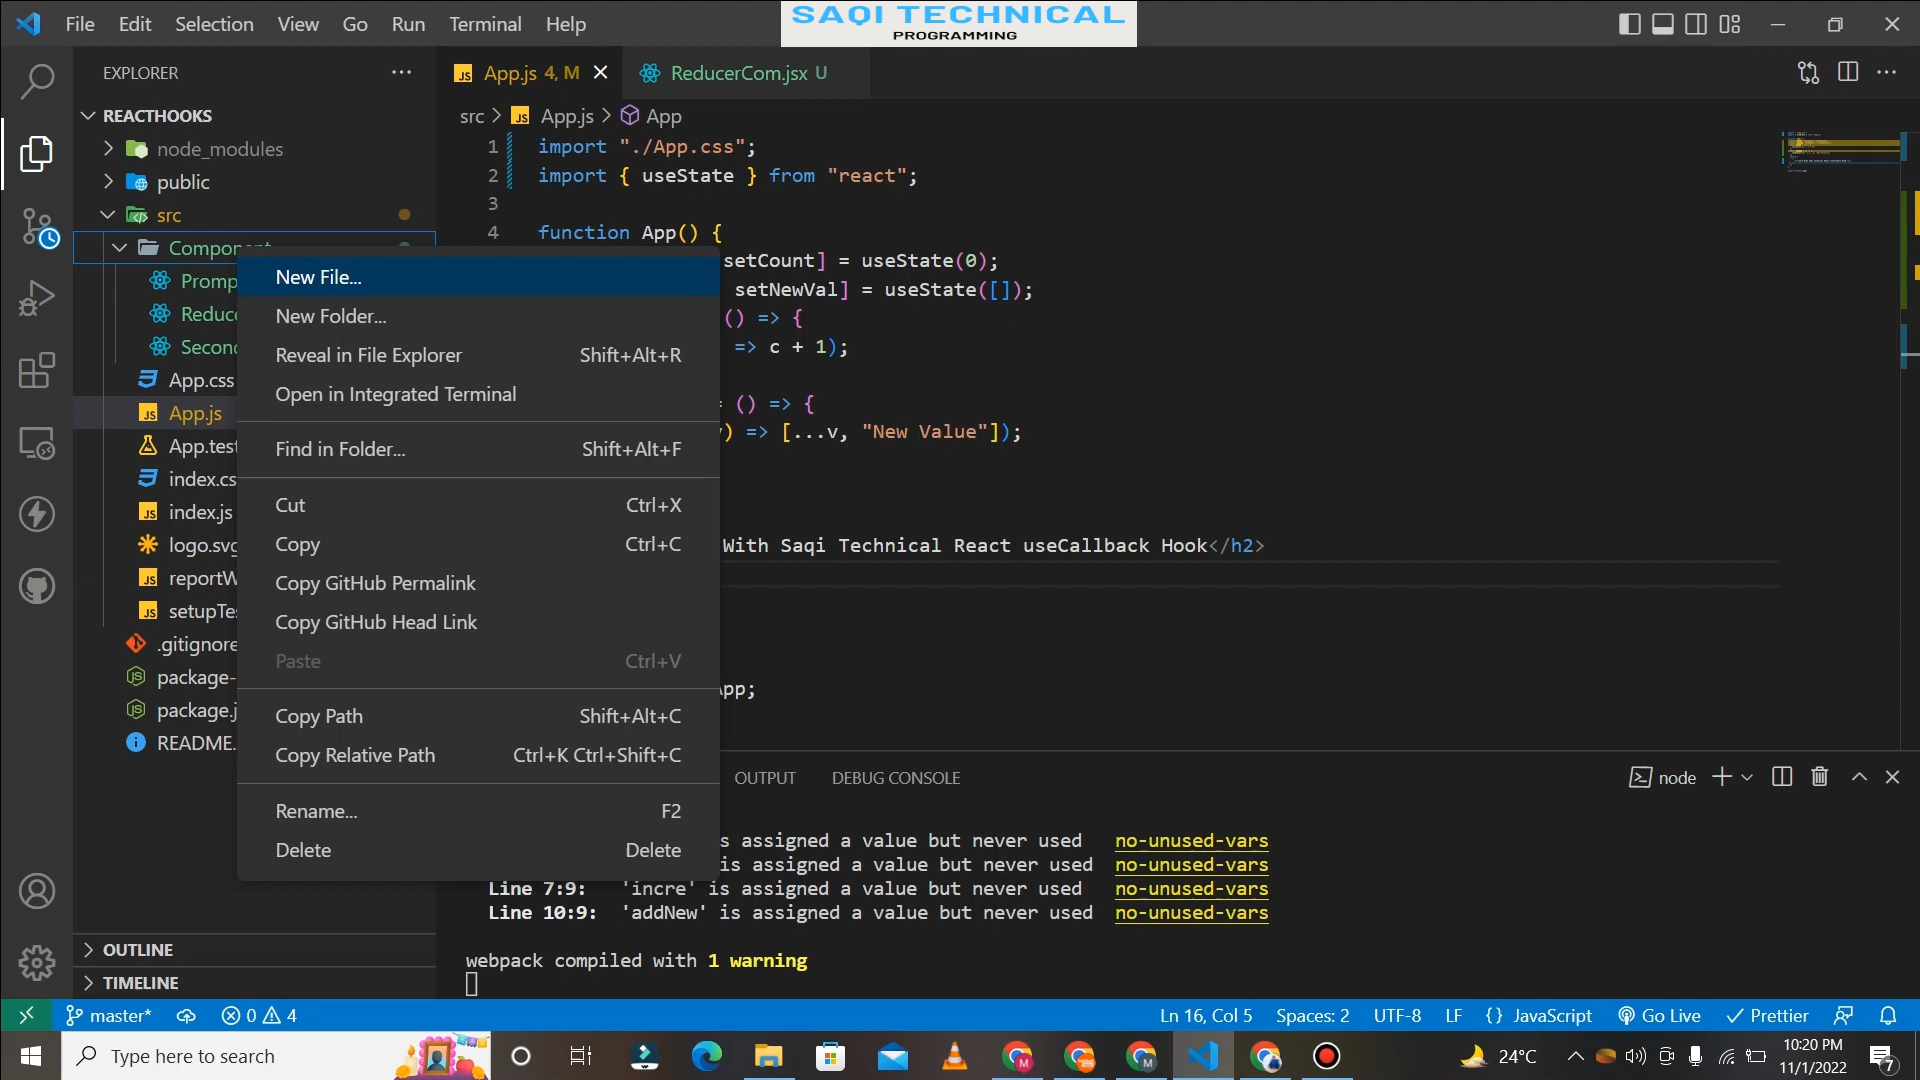 File Edit Selection View Go Run Terminal Help
SAQI TECHNICAL
PROGRAMMING
EXPLORER
App.js 4, M
ReducerCom.jsx U
REACTHOOKS
src > App.js > App
node_modules
public
src
Component
Promp
Reduc
Second
App.css
App.js
App.test
index.cs
index.js
logo.svg
reportW
setupTes
.gitignore
package-
package.j
README.
New File...
New Folder...
Reveal in File Explorer Shift+Alt+R
Open in Integrated Terminal
Find in Folder... Shift+Alt+F
Cut Ctrl+X
Copy Ctrl+C
Copy GitHub Permalink
Copy GitHub Head Link
Paste Ctrl+V
Copy Path Shift+Alt+C
Copy Relative Path Ctrl+K Ctrl+Shift+C
Rename... F2
Delete Delete
1 import "./App.css";
2 import { useState } from "react";
3
4 function App() {
setCount] = useState(0);
setNewVal] = useState([]);
() => {
=> c + 1);
= () => {
) => [...v, "New Value"]);
With Saqi Technical React useCallback Hook</h2>
App;
OUTPUT DEBUG CONSOLE
node
s assigned a value but never used no-unused-vars
is assigned a value but never used no-unused-vars
Line 7:9: 'incre' is assigned a value but never used no-unused-vars
Line 10:9: 'addNew' is assigned a value but never used no-unused-vars
webpack compiled with 1 warning
OUTLINE
TIMELINE
master* 0 4
Ln 16, Col 5 Spaces: 2 UTF-8 LF {} JavaScript Go Live Prettier
Type here to search
24°C
10:20 PM
11/1/2022
7